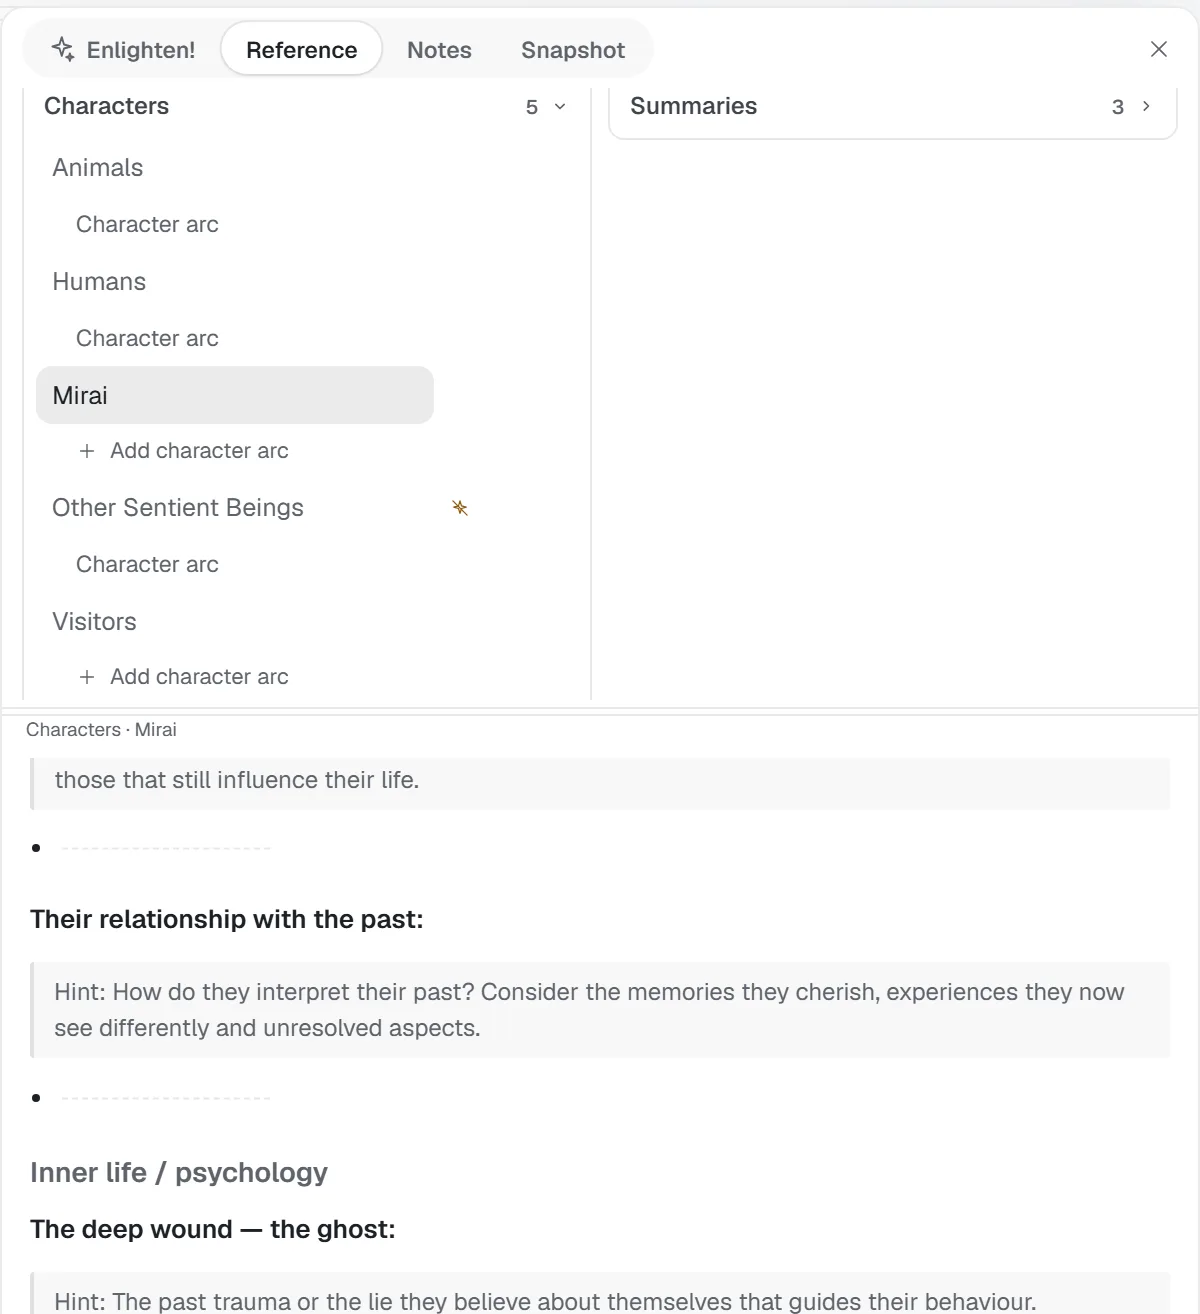 Enlighten!
Reference
Notes
Snapshot
Characters
5
Animals
Character arc
Humans
Character arc
Mirai
+ Add character arc
Other Sentient Beings
Character arc
Visitors
+ Add character arc
Summaries
3
Characters · Mirai
those that still influence their life.
Their relationship with the past:
Hint: How do they interpret their past? Consider the memories they cherish, experiences they now
see differently and unresolved aspects.
Inner life / psychology
The deep wound — the ghost:
Hint: The past trauma or the lie they believe about themselves that guides their behaviour.